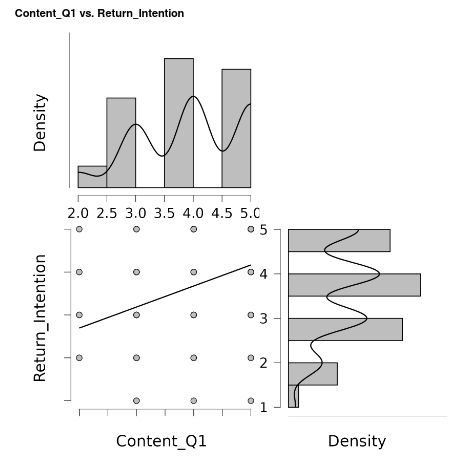 Content_Q1 vs. Return_Intention
Density
2.0 2.5 3.0 3.5 4.0 4.5 5.0
Return_Intention
5
4
3
2
1
Content_Q1
Density